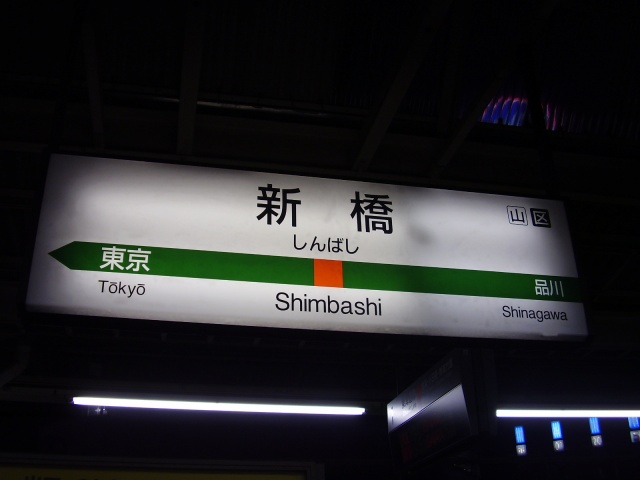 新橋
山 区
しんばし
東京
品川
Tōkyō
Shimbashi
Shinagawa